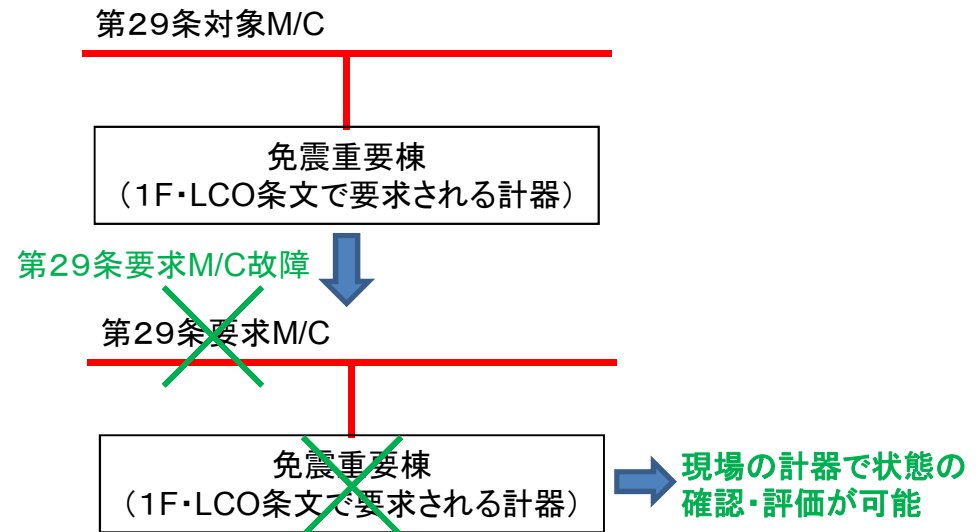 第29条対象M/C
免震重要棟
（1F・LCO条文で要求される計器）
第29条要求M/C故障
第29条要求M/C
免震重要棟
（1F・LCO条文で要求される計器）
現場の計器で状態の
確認・評価が可能